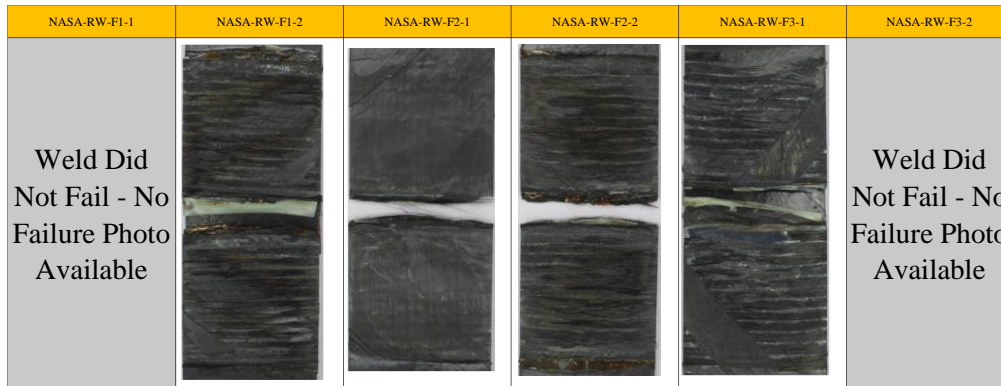 NASA-RW-F1-1
NASA-RW-F1-2
NASA-RW-F2-1
NASA-RW-F2-2
NASA-RW-F3-1
NASA-RW-F3-2
Weld Did
Not Fail - No
Failure Photo
Available
Weld Did
Not Fail - No
Failure Photo
Available